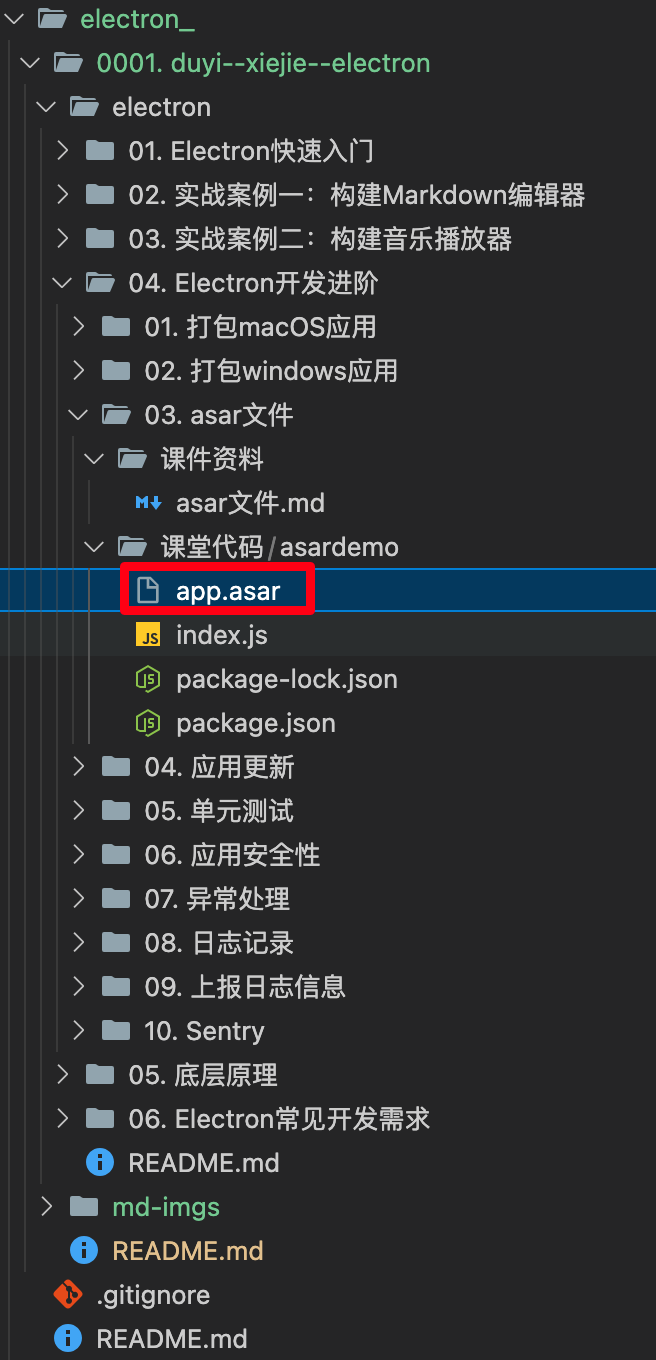 electron_
0001. duyi--xiejie--electron
electron
01. Electron快速入门
02. 实战案例一：构建Markdown编辑器
03. 实战案例二：构建音乐播放器
04. Electron开发进阶
01. 打包macOS应用
02. 打包windows应用
03. asar文件
课件资料
asar文件.md
课堂代码/asardemo
app.asar
JS index.js
package-lock.json
package.json
04. 应用更新
05. 单元测试
06. 应用安全性
07. 异常处理
08. 日志记录
09. 上报日志信息
10. Sentry
05. 底层原理
06. Electron常见开发需求
README.md
md-imgs
README.md
.gitignore
README.md